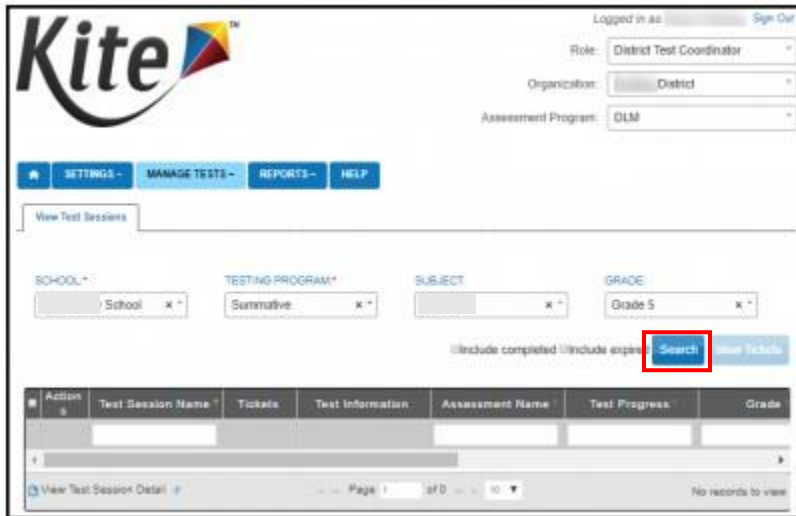 Logged in as Sign Out
Kite™
Role: District Test Coordinator
Organization: District
Assessment Program: DLM
SETTINGS MANAGE TESTS REPORTS HELP
View Test Sessions
SCHOOL:* TESTING PROGRAM:* SUBJECT: GRADE:
School × Summative × × Grade 5 ×
Include completed Include expired Search View Tickets
Actions Test Session Name Tickets Test Information Assessment Name Test Progress Grade
View Test Session Detail Page 1 of 0 10 No records to view